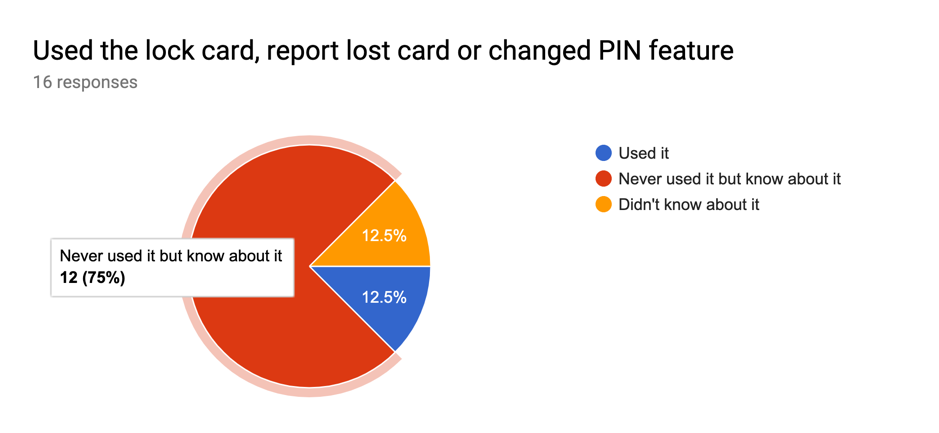 Used the lock card, report lost card or changed PIN feature
16 responses
Used it
Never used it but know about it
Didn't know about it
12.5%
Never used it but know about it
12 (75%)
12.5%